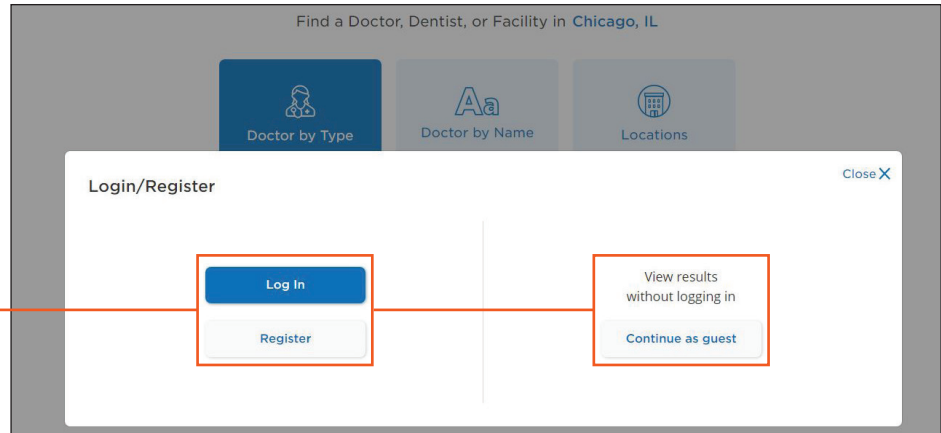 Find a Doctor, Dentist, or Facility in Chicago, IL
Doctor by Type
Aa
Doctor by Name
Locations
Login/Register
Close X
Log In
Register
View results
without logging in
Continue as guest